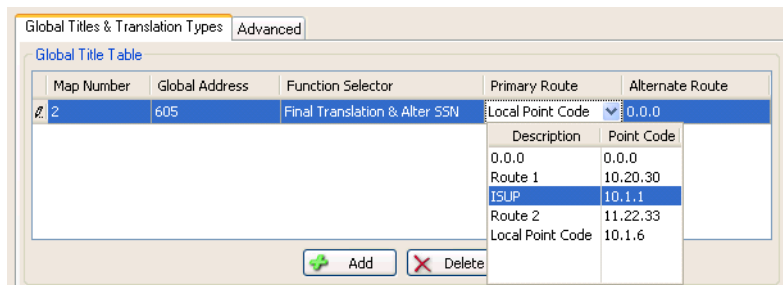 Global Titles & Translation Types Advanced
Global Title Table
Map Number Global Address Function Selector Primary Route Alternate Route
2 605 Final Translation & Alter SSN Local Point Code 0.0.0
Description Point Code
0.0.0 0.0.0
Route 1 10.20.30
ISUP 10.1.1
Route 2 11.22.33
Local Point Code 10.1.6
Add Delete